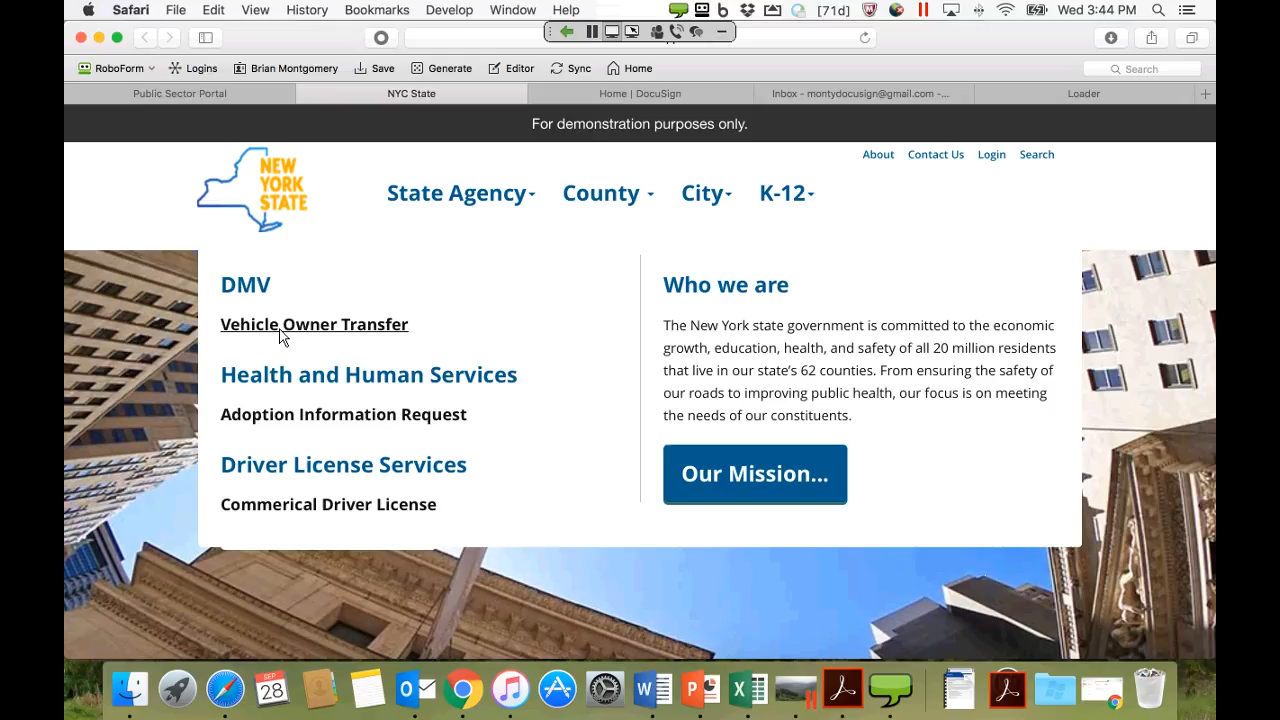 Safari File Edit View History Bookmarks Develop Window Help [71d] Wed 3:44 PM
RoboForm Logins Brian Montgomery Save Generate Editor Sync Home Search
Public Sector Portal NYC State Home | DocuSign Inbox - montydocusign@gmail.com -... Loader
For demonstration purposes only.
About Contact Us Login Search
NEW
YORK
STATE
State Agency County City K-12
DMV
Vehicle Owner Transfer
Health and Human Services
Adoption Information Request
Driver License Services
Commerical Driver License
Who we are
The New York state government is committed to the economic
growth, education, health, and safety of all 20 million residents
that live in our state's 62 counties. From ensuring the safety of
our roads to improving public health, our focus is on meeting
the needs of our constituents.
Our Mission...
SEP
28